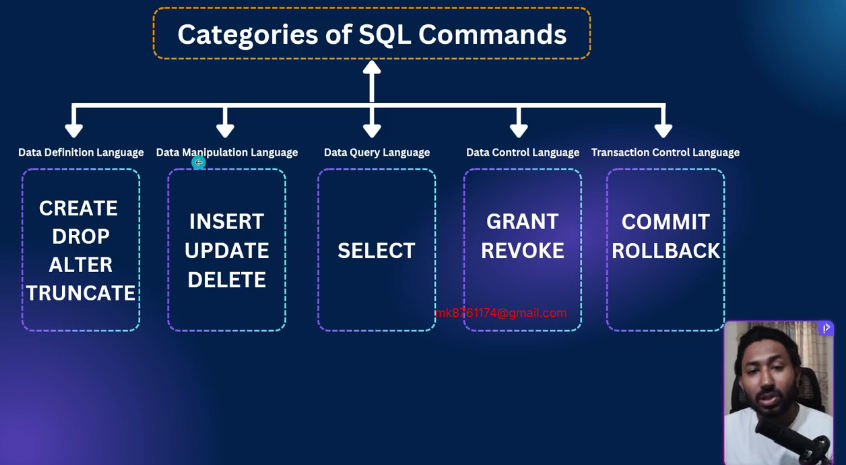 Categories of SQL Commands
Data Definition Language
CREATE
DROP
ALTER
TRUNCATE
Data Manipulation Language
INSERT
UPDATE
DELETE
Data Query Language
SELECT
Data Control Language
GRANT
REVOKE
Transaction Control Language
COMMIT
ROLLBACK
mk8761174@gmail.com